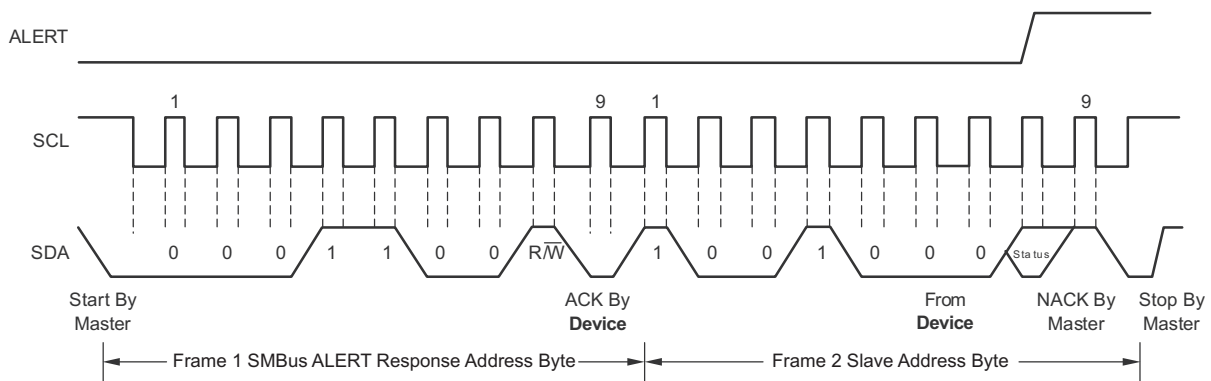 ALERT
1 9 1 9
SCL
SDA 0 0 0 1 1 0 0 R/W̅ 1 0 0 1 0 0 0 Status
Start By Master
ACK By Device
From Device
NACK By Master
Stop By Master
Frame 1 SMBus ALERT Response Address Byte
Frame 2 Slave Address Byte